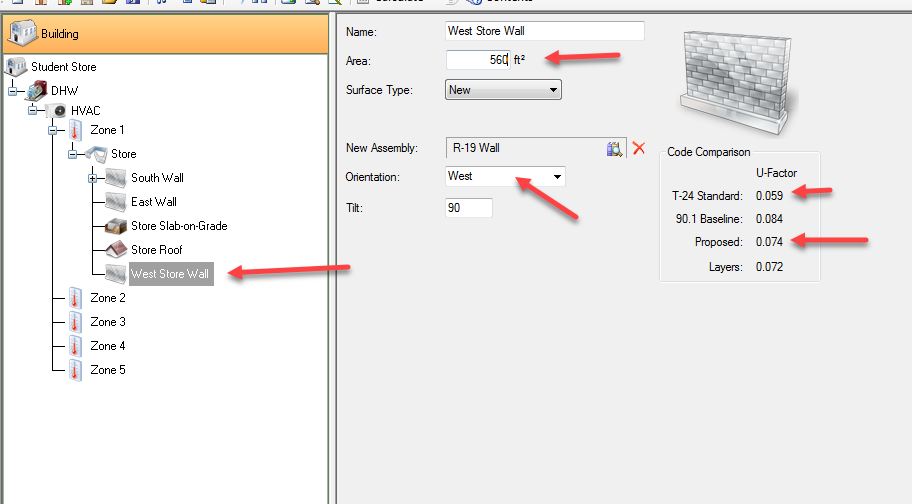 Building
Student Store
DHW
HVAC
Zone 1
Store
South Wall
East Wall
Store Slab-on-Grade
Store Roof
West Store Wall
Zone 2
Zone 3
Zone 4
Zone 5
Name: West Store Wall
Area: 560 ft²
Surface Type: New
New Assembly: R-19 Wall
Orientation: West
Tilt: 90
Code Comparison
U-Factor
T-24 Standard: 0.059
90.1 Baseline: 0.084
Proposed: 0.074
Layers: 0.072